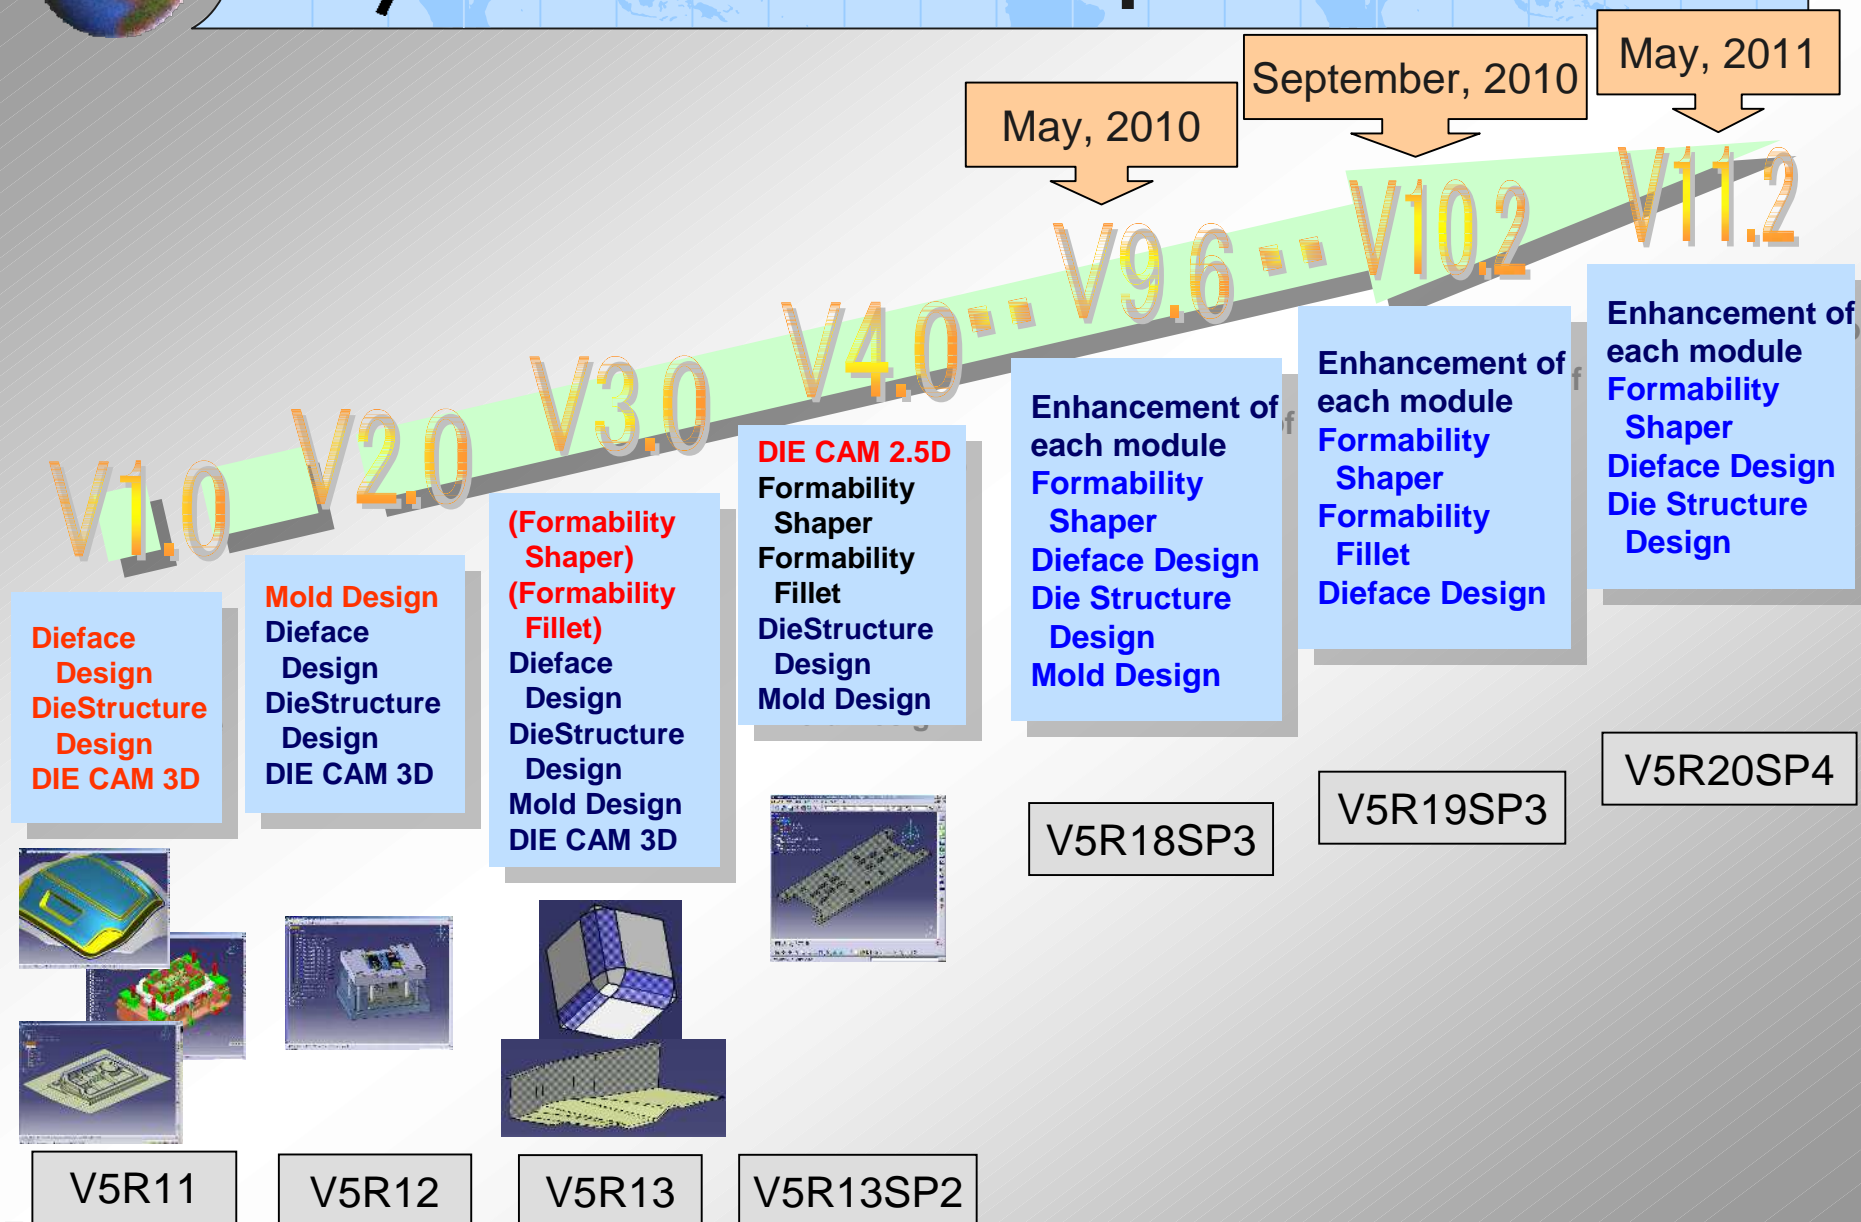 May, 2010
September, 2010
May, 2011
V1.0
V2.0
V3.0
V4.0
V9.6
V10.2
V11.2
Dieface
Design
DieStructure
Design
DIE CAM 3D
Mold Design
Dieface
Design
DieStructure
Design
DIE CAM 3D
(Formability
Shaper)
(Formability
Fillet)
Dieface
Design
DieStructure
Design
Mold Design
DIE CAM 3D
DIE CAM 2.5D
Formability
Shaper
Formability
Fillet
DieStructure
Design
Mold Design
Enhancement of
each module
Formability
Shaper
Dieface Design
Die Structure
Design
Mold Design
Enhancement of
each module
Formability
Shaper
Formability
Fillet
Dieface Design
Enhancement of
each module
Formability
Shaper
Dieface Design
Die Structure
Design
V5R11
V5R12
V5R13
V5R13SP2
V5R18SP3
V5R19SP3
V5R20SP4